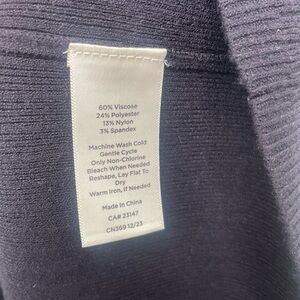 60% Viscose
24% Polyester
13% Nylon
3% Spandex
Machine Wash Cold
Gentle Cycle
Only Non-Chlorine
Bleach When Needed
Reshape, Lay Flat To
Dry
Warm Iron, If Needed
Made In China
CA# 23147
CN369 12/23